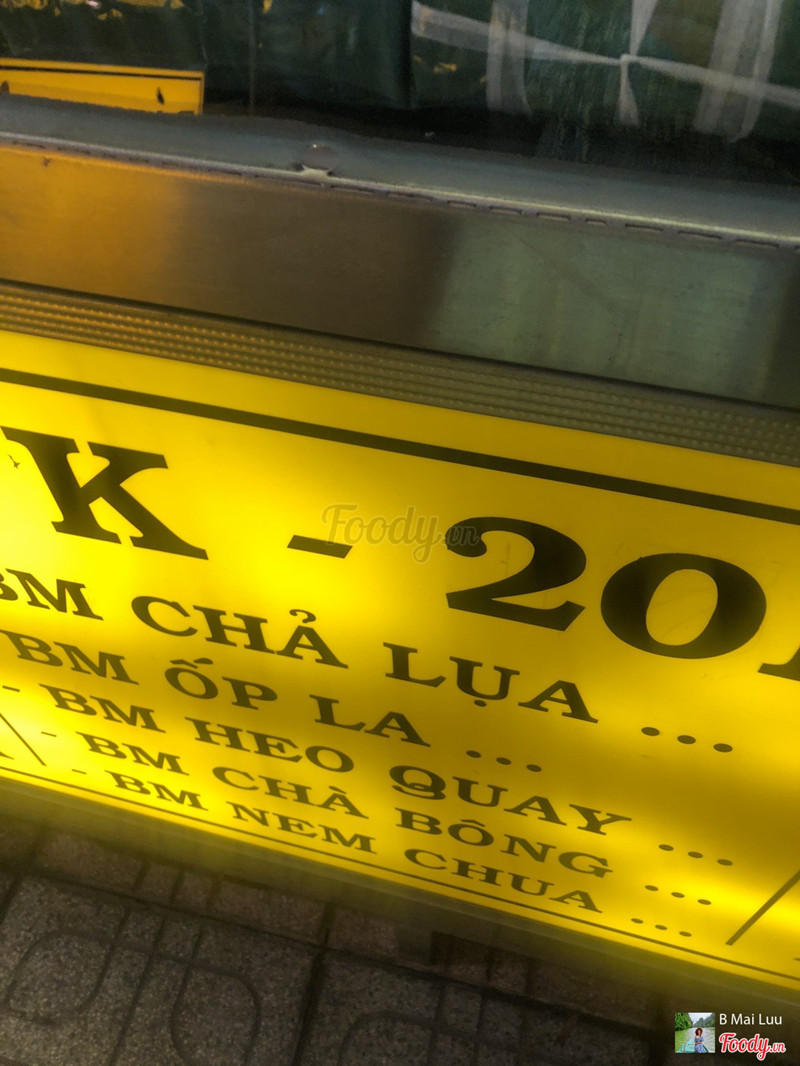 K - 20
BM CHẢ LỤA ...
BM ỐP LA ...
- BM HEO QUAY ...
- BM CHÀ BÔNG ...
- BM NEM CHUA ...
Foody.vn
B Mai Luu
Foody.vn